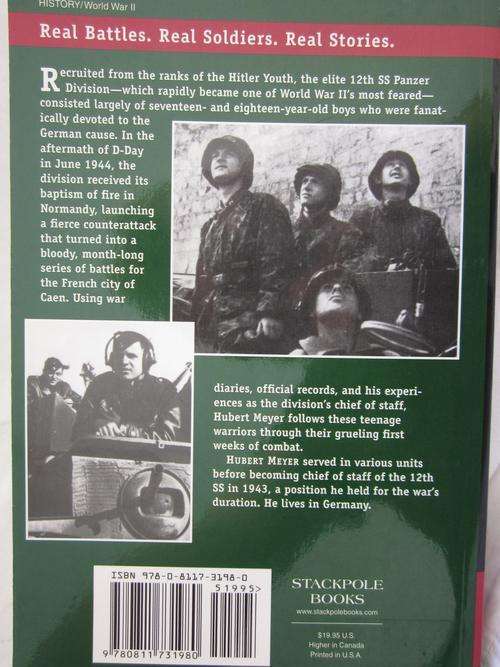 HISTORY/World War II
Real Battles. Real Soldiers. Real Stories.
Recruited from the ranks of the Hitler Youth, the elite 12th SS Panzer
Division—which rapidly became one of World War II's most feared—
consisted largely of seventeen- and eighteen-year-old boys who were fanat-
ically devoted to the
German cause. In the
aftermath of D-Day
in June 1944, the
division received its
baptism of fire in
Normandy, launching
a fierce counterattack
that turned into a
bloody, month-long
series of battles for
the French city of
Caen. Using war
diaries, official records, and his experi-
ences as the division's chief of staff,
Hubert Meyer follows these teenage
warriors through their grueling first
weeks of combat.
HUBERT MEYER served in various units
before becoming chief of staff of the 12th
SS in 1943, a position he held for the war's
duration. He lives in Germany.
ISBN 978-0-8117-3198-0
51995>
9 780811 731980
STACKPOLE
BOOKS
www.stackpolebooks.com
$19.95 U.S.
Higher in Canada
Printed in U.S.A.